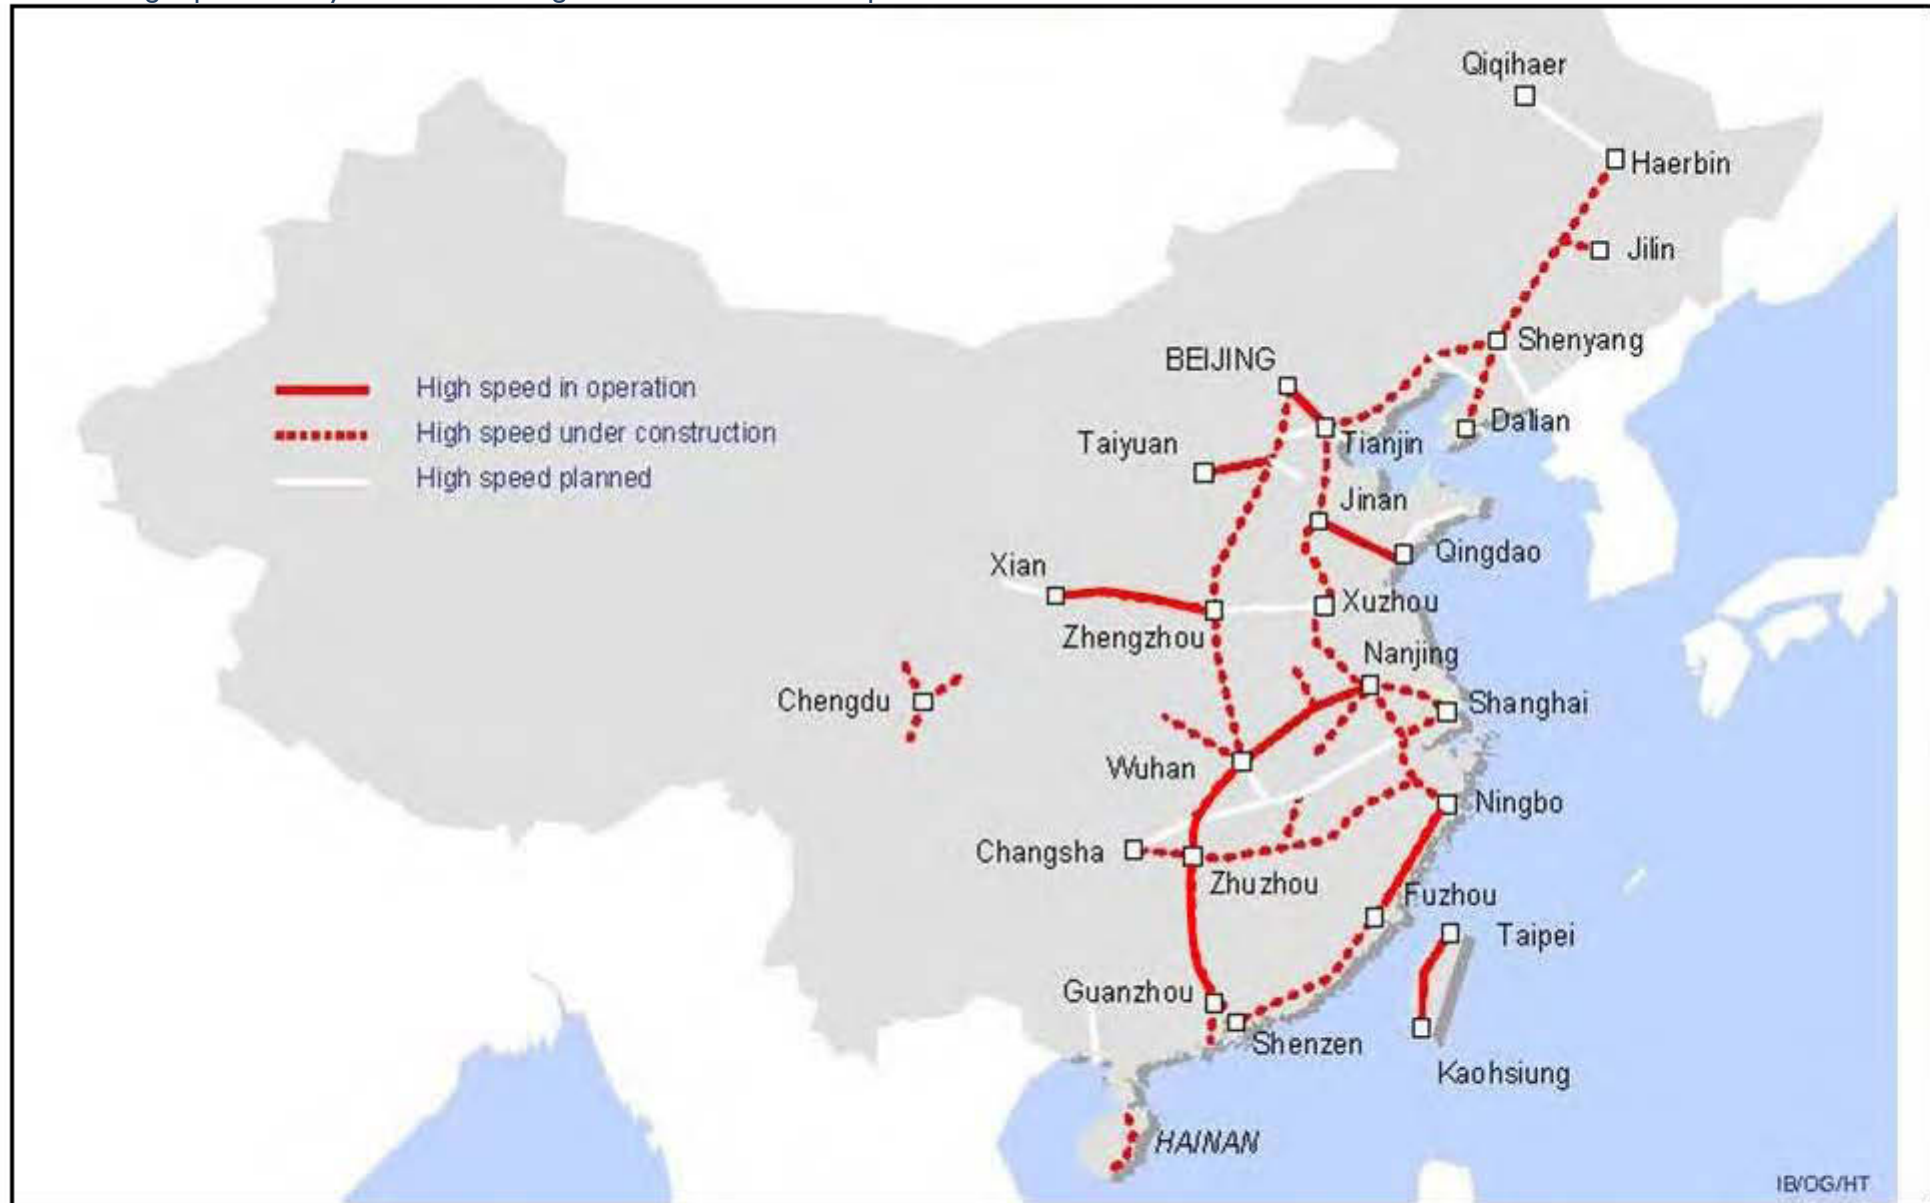 Qiqihaer
Haerbin
Jilin
Shenyang
BEIJING
High speed in operation
Dalian
High speed under construction
Taiyuan
Tianjin
High speed planned
Jinan
Qingdao
Xian
Xuzhou
Zhengzhou
Nanjing
Chengdu
Shanghai
Wuhan
Ningbo
Changsha
Zhuzhou
Fuzhou
Taipei
Guanzhou
Shenzen
Kaohsiung
HAINAN
IB/OG/HT